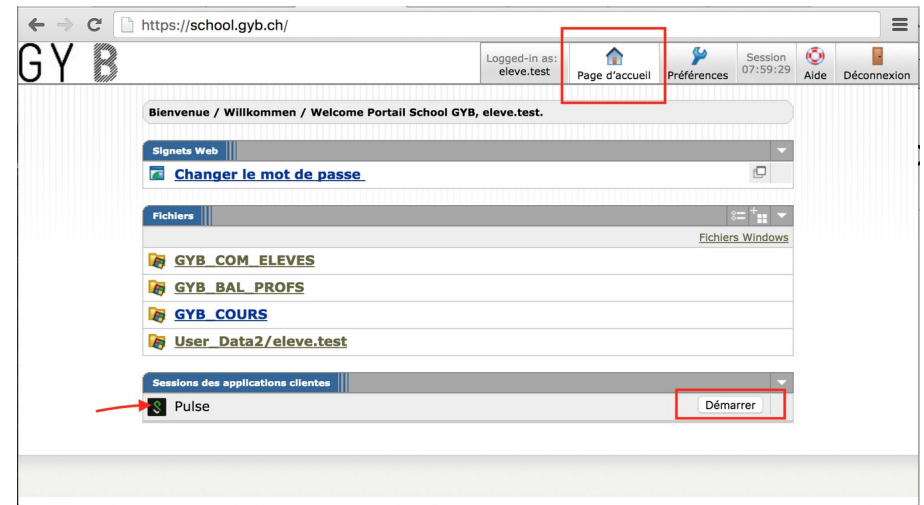 https://school.gyb.ch/
GYB
Logged-in as:
eleve.test
Page d'accueil
Préférences
Session
07:59:29
Aide
Déconnexion
Bienvenue / Willkommen / Welcome Portail School GYB, eleve.test.
Signets Web
Changer le mot de passe
Fichiers
Fichiers Windows
GYB_COM_ELEVES
GYB_BAL_PROFS
GYB_COURS
User_Data2/eleve.test
Sessions des applications clientes
Pulse
Démarrer